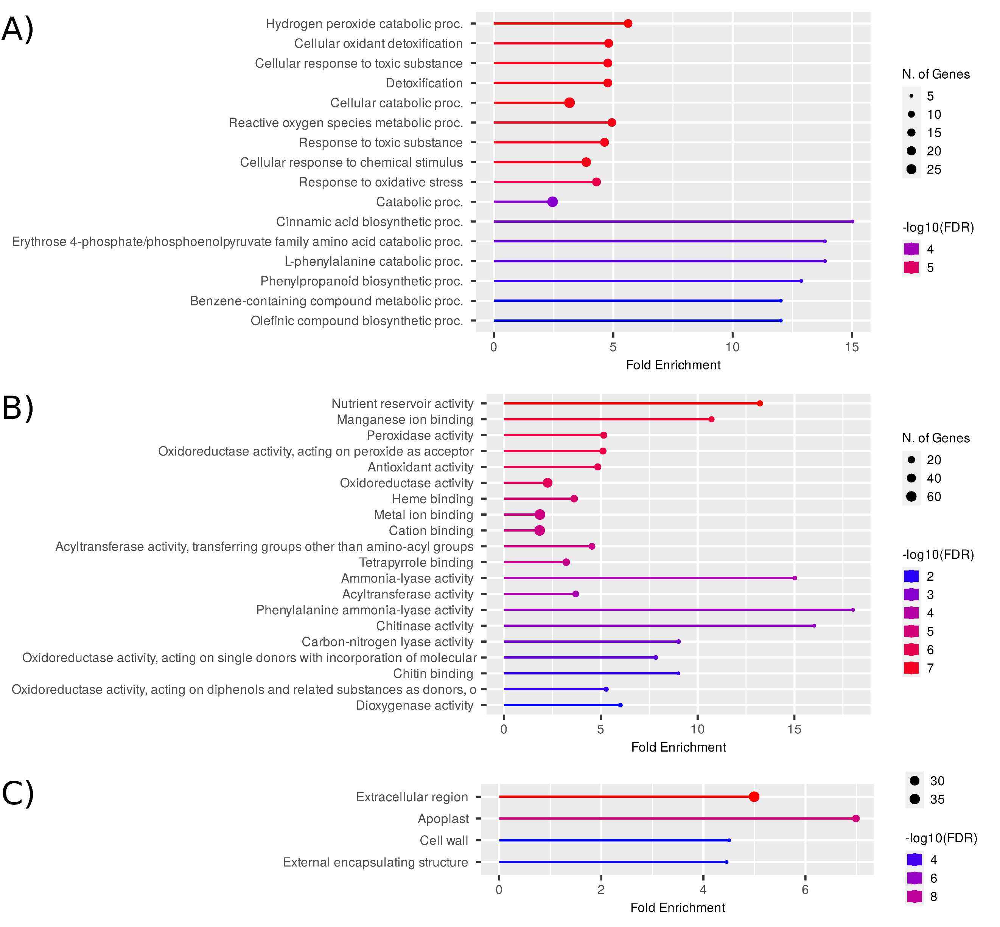 A)
Hydrogen peroxide catabolic proc.
Cellular oxidant detoxification
Cellular response to toxic substance
Detoxification
Cellular catabolic proc.
Reactive oxygen species metabolic proc.
Response to toxic substance
Cellular response to chemical stimulus
Response to oxidative stress
Catabolic proc.
Cinnamic acid biosynthetic proc.
Erythrose 4-phosphate/phosphoenolpyruvate family amino acid catabolic proc.
L-phenylalanine catabolic proc.
Phenylpropanoid biosynthetic proc.
Benzene-containing compound metabolic proc.
Olefinic compound biosynthetic proc.
0 5 10 15
Fold Enrichment
N. of Genes
5
10
15
20
25
-log10(FDR)
4
5
B)
Nutrient reservoir activity
Manganese ion binding
Peroxidase activity
Oxidoreductase activity, acting on peroxide as acceptor
Antioxidant activity
Oxidoreductase activity
Heme binding
Metal ion binding
Cation binding
Acyltransferase activity, transferring groups other than amino-acyl groups
Tetrapyrrole binding
Ammonia-lyase activity
Acyltransferase activity
Phenylalanine ammonia-lyase activity
Chitinase activity
Carbon-nitrogen lyase activity
Oxidoreductase activity, acting on single donors with incorporation of molecular
Chitin binding
Oxidoreductase activity, acting on diphenols and related substances as donors, o
Dioxygenase activity
0 5 10 15
Fold Enrichment
N. of Genes
20
40
60
-log10(FDR)
2
3
4
5
6
7
C)
Extracellular region
Apoplast
Cell wall
External encapsulating structure
0 2 4 6
Fold Enrichment
30
35
-log10(FDR)
4
6
8